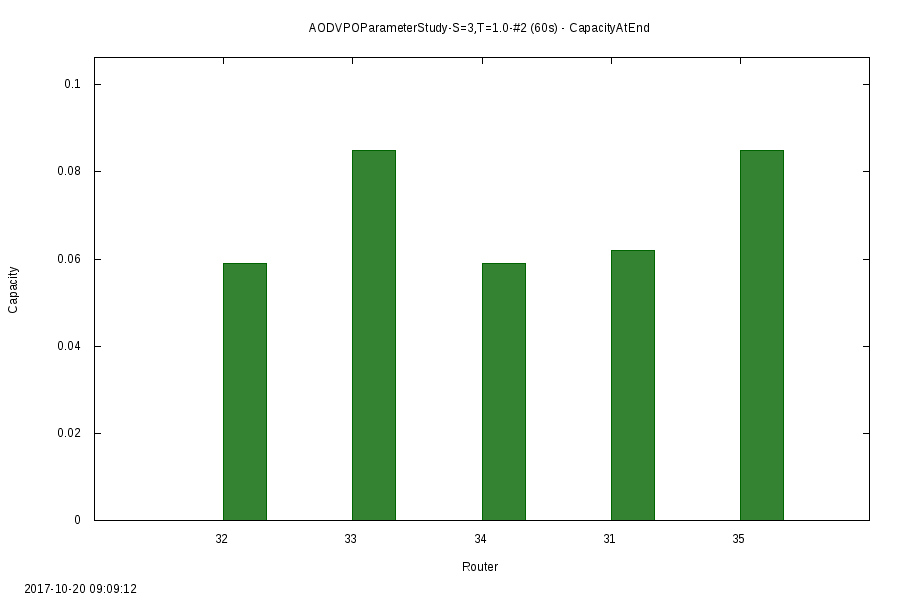 AODVPOParameterStudy-S=3,T=1.0-#2 (60s) - CapacityAtEnd
0.1
0.08
0.06
0.04
0.02
0
Capacity
32 33 34 31 35
Router
2017-10-20 09:09:12